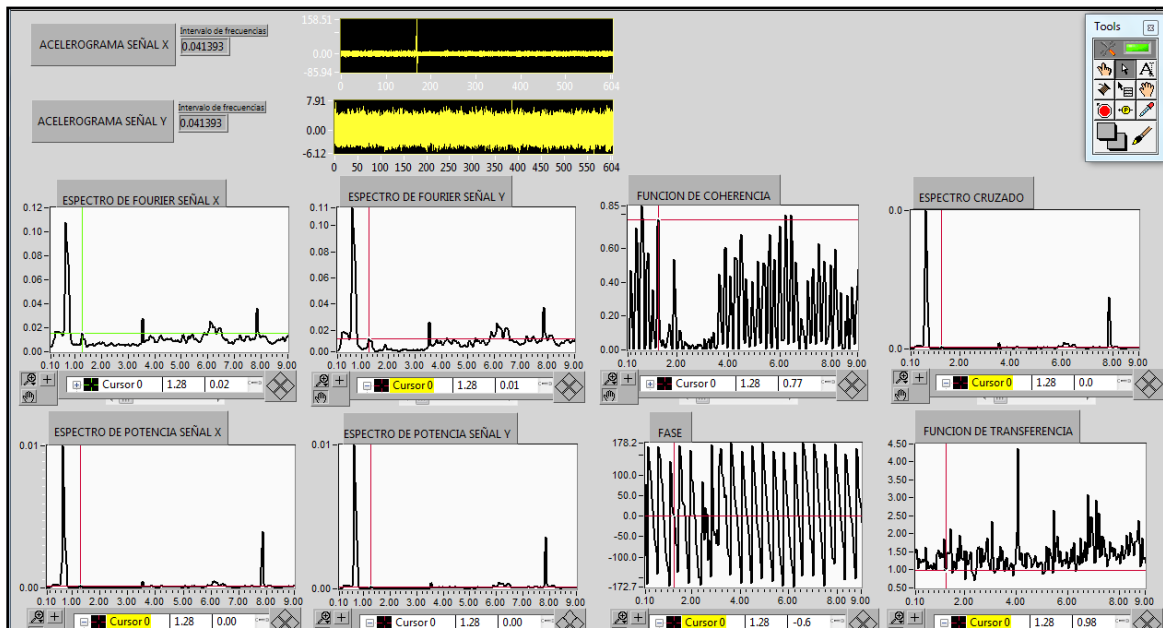 ACELEROGRAMA SEÑAL X
Intervalo de frecuencias
0.041393
158.51
0.00
-85.94
0 100 200 300 400 500 604
Tools
ACELEROGRAMA SEÑAL Y
Intervalo de frecuencias
0.041393
7.91
0.00
-6.12
0 50 100 150 200 250 300 350 400 450 500 550 604
ESPECTRO DE FOURIER SEÑAL X
0.12
0.10
0.08
0.06
0.04
0.02
0.00
0.10 1.00 2.00 3.00 4.00 5.00 6.00 7.00 8.00 9.00
Cursor 0 1.28 0.02
ESPECTRO DE FOURIER SEÑAL Y
0.11
0.10
0.08
0.06
0.04
0.02
0.00
0.10 1.00 2.00 3.00 4.00 5.00 6.00 7.00 8.00 9.00
Cursor 0 1.28 0.01
FUNCION DE COHERENCIA
0.85
0.60
0.40
0.20
0.00
0.10 1.00 2.00 3.00 4.00 5.00 6.00 7.00 9.00
Cursor 0 1.28 0.77
ESPECTRO CRUZADO
0.0
0.0
0.10 1.00 2.00 3.00 4.00 5.00 6.00 7.00 8.00 9.00
Cursor 0 1.28 0.0
ESPECTRO DE POTENCIA SEÑAL X
0.01
0.00
0.10 1.00 2.00 3.00 4.00 5.00 6.00 7.00 8.00 9.00
Cursor 0 1.28 0.00
ESPECTRO DE POTENCIA SEÑAL Y
0.01
0.00
0.10 1.00 2.00 3.00 4.00 5.00 6.00 7.00 8.00 9.00
Cursor 0 1.28 0.00
FASE
178.2
100.0
50.0
0.0
-50.0
-100.0
-172.7
0.10 2.00 4.00 6.00 9.00
Cursor 0 1.28 -0.6
FUNCION DE TRANSFERENCIA
4.50
4.00
3.50
3.00
2.50
2.00
1.50
1.00
0.50
0.10 2.00 4.00 6.00 9.00
Cursor 0 1.28 0.98